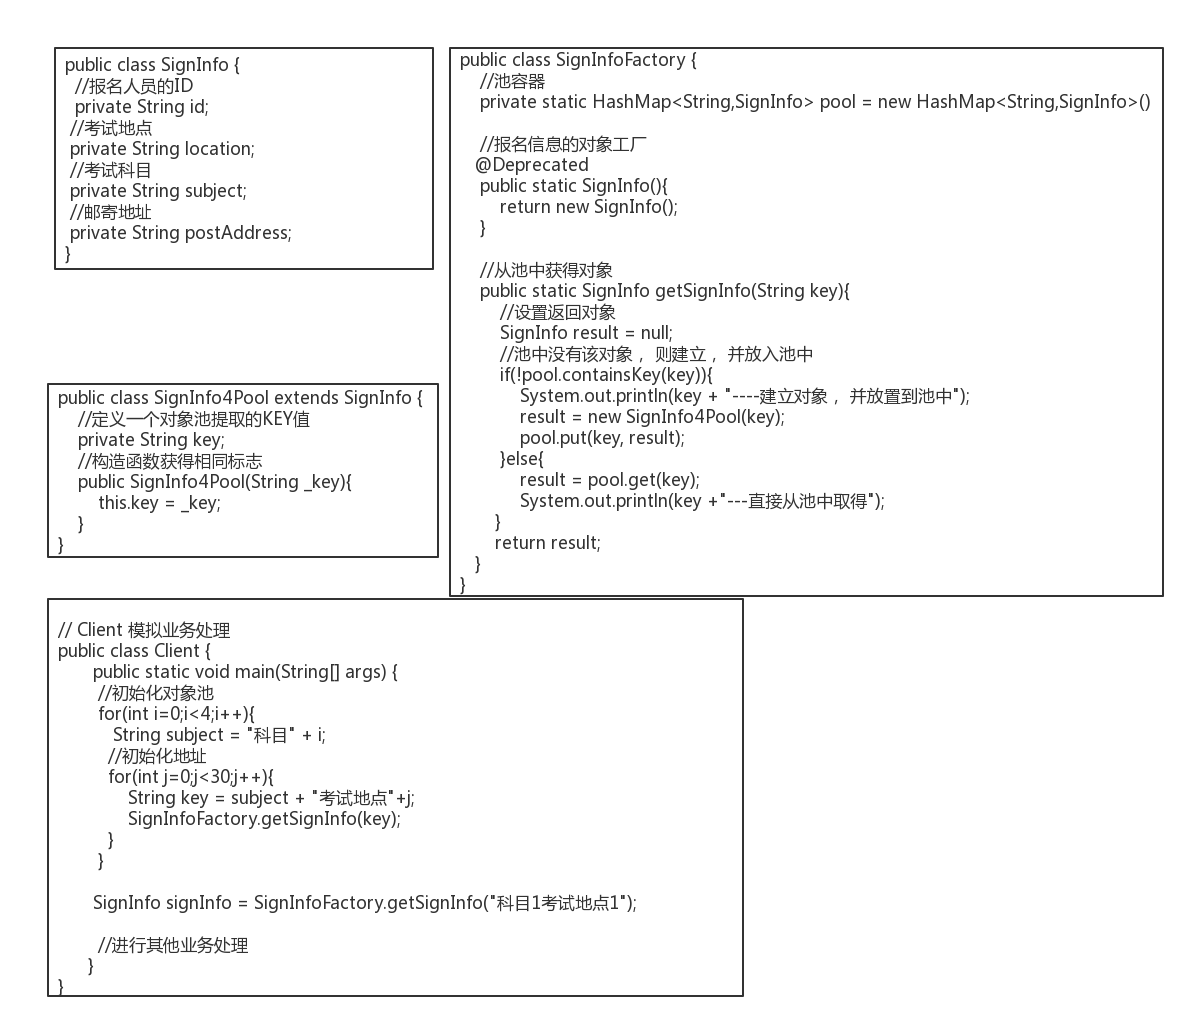 public class SignInfo {
//报名人员的ID
private String id;
//考试地点
private String location;
//考试科目
private String subject;
//邮寄地址
private String postAddress;
}
public class SignInfoFactory {
//池容器
private static HashMap<String,SignInfo> pool = new HashMap<String,SignInfo>()
//报名信息的对象工厂
@Deprecated
public static SignInfo(){
return new SignInfo();
}
//从池中获得对象
public static SignInfo getSignInfo(String key){
//设置返回对象
SignInfo result = null;
//池中没有该对象，则建立，并放入池中
if(!pool.containsKey(key)){
System.out.println(key + "----建立对象，并放置到池中");
result = new SignInfo4Pool(key);
pool.put(key, result);
}else{
result = pool.get(key);
System.out.println(key +"---直接从池中取得");
}
return result;
}
}
public class SignInfo4Pool extends SignInfo {
//定义一个对象池提取的KEY值
private String key;
//构造函数获得相同标志
public SignInfo4Pool(String _key){
this.key = _key;
}
}
// Client 模拟业务处理
public class Client {
public static void main(String[] args) {
//初始化对象池
for(int i=0;i<4;i++){
String subject = "科目" + i;
//初始化地址
for(int j=0;j<30;j++){
String key = subject + "考试地点"+j;
SignInfoFactory.getSignInfo(key);
}
}
SignInfo signInfo = SignInfoFactory.getSignInfo("科目1考试地点1");
//进行其他业务处理
}
}